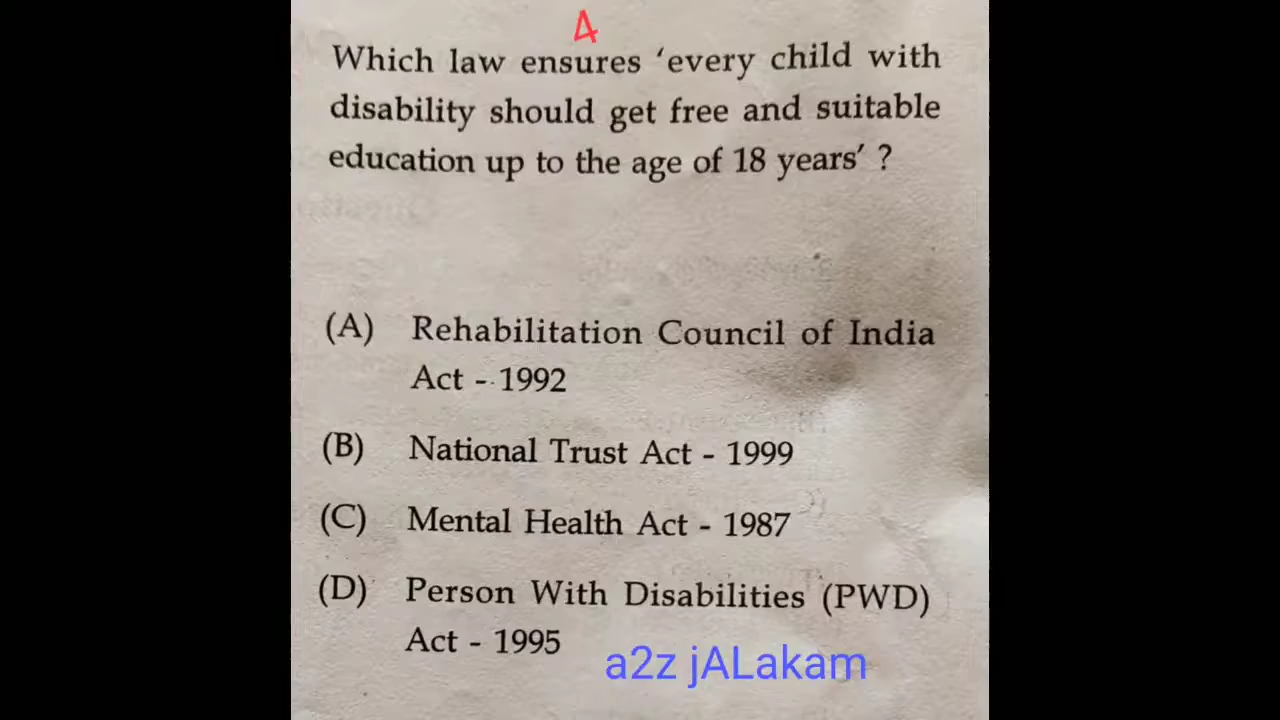 4
Which law ensures ‘every child with
disability should get free and suitable
education up to the age of 18 years’ ?
(A) Rehabilitation Council of India
Act - 1992
(B) National Trust Act - 1999
(C) Mental Health Act - 1987
(D) Person With Disabilities (PWD)
Act - 1995
a2z jALakam